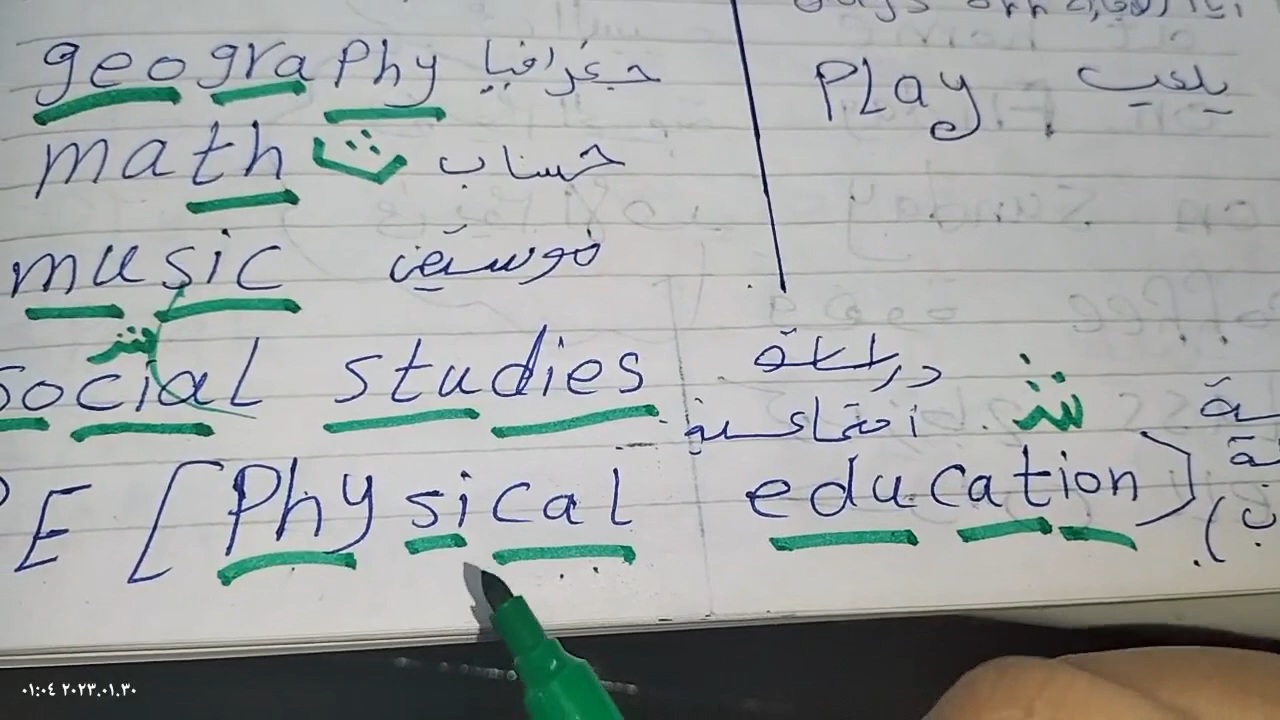 geography جغرافيا
PLay يلعب
math ث حساب
music موسيقى
ش
social studies دراسة
اجتماعية ش
PE [Physical education)
٠١:٠٤ ٢٠٢٣.٠١.٣٠